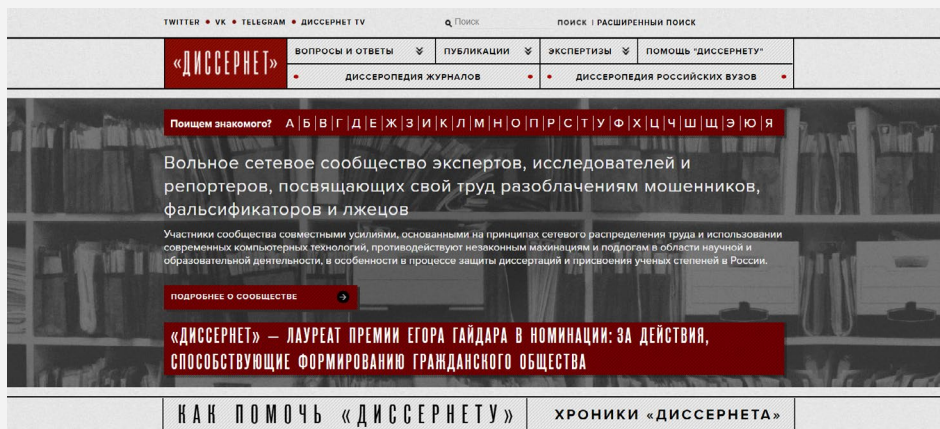 TWITTER • VK • TELEGRAM • ДИССЕРНЕТ TV
Поиск
ПОИСК | РАСШИРЕННЫЙ ПОИСК
«ДИССЕРНЕТ»
ВОПРОСЫ И ОТВЕТЫ
ПУБЛИКАЦИИ
ЭКСПЕРТИЗЫ
ПОМОЩЬ "ДИССЕРНЕТУ"
ДИССЕРОПЕДИЯ ЖУРНАЛОВ
ДИССЕРОПЕДИЯ РОССИЙСКИХ ВУЗОВ
Поищем знакомого? А|Б|В|Г|Д|Е|Ж|З|И|К|Л|М|Н|О|П|Р|С|Т|У|Ф|Х|Ц|Ч|Ш|Щ|Э|Ю|Я
Вольное сетевое сообщество экспертов, исследователей и
репортеров, посвящающих свой труд разоблачениям мошенников,
фальсификаторов и лжецов
Участники сообщества совместными усилиями, основанными на принципах сетевого распределения труда и использовании
современных компьютерных технологий, противодействуют незаконным махинациям и подлогам в области научной и
образовательной деятельности, в особенности в процессе защиты диссертаций и присвоения ученых степеней в России.
ПОДРОБНЕЕ О СООБЩЕСТВЕ
«ДИССЕРНЕТ» — ЛАУРЕАТ ПРЕМИИ ЕГОРА ГАЙДАРА В НОМИНАЦИИ: ЗА ДЕЙСТВИЯ,
СПОСОБСТВУЮЩИЕ ФОРМИРОВАНИЮ ГРАЖДАНСКОГО ОБЩЕСТВА
КАК ПОМОЧЬ «ДИССЕРНЕТУ»
ХРОНИКИ «ДИССЕРНЕТА»